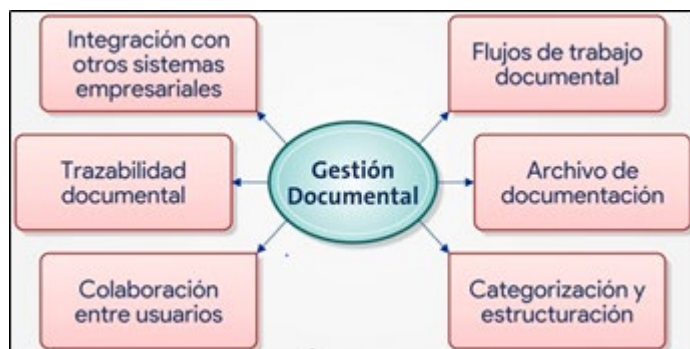 Integración con
otros sistemas
empresariales
Flujos de trabajo
documental
Trazabilidad
documental
Gestión
Documental
Archivo de
documentación
Colaboración
entre usuarios
Categorización y
estructuración